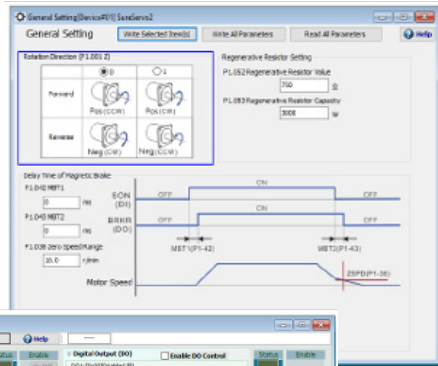 General Setting[Device#01] SureServo2
General Setting
Write Selected Item(s)
Write All Parameters
Read All Parameters
Help
Rotation Direction (P1.001 Z)
0
1
Forward
Pos(CCW)
Pos(CW)
Reverse
Neg(CW)
Neg(CCW)
Regenerative Resistor Setting
P1.052 Regenerative Resistor Value
750
Ω
P1.053 Regenerative Resistor Capacity
3000
W
Delay Time of Magnetic Brake
P1.042 MBT1
0
ms
P1.043 MBT2
0
ms
P1.038 Zero Speed Range
10.0
r/min
SON
(DI)
OFF
ON
OFF
BRKR
(DO)
OFF
ON
OFF
MBT1(P1-42)
MBT2(P1-43)
Motor Speed
ZSPD(P1-38)
Help
Status
Enable
Digital Output (DO)
Enable DO Control
Status
Enable